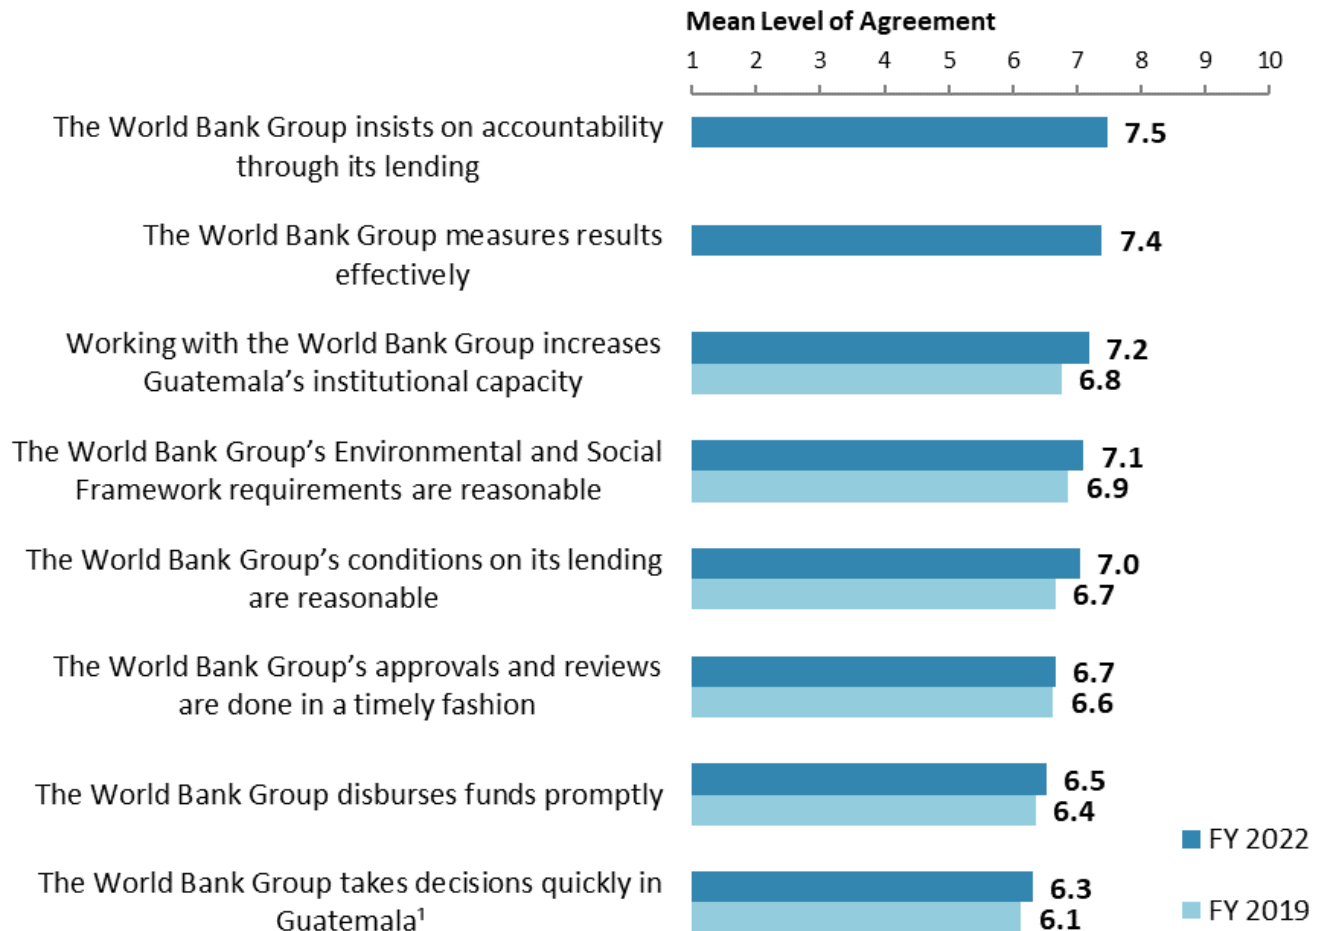 Mean Level of Agreement
1 2 3 4 5 6 7 8 9 10
The World Bank Group insists on accountability
through its lending
7.5
The World Bank Group measures results
effectively
7.4
Working with the World Bank Group increases
Guatemala’s institutional capacity
7.2
6.8
The World Bank Group’s Environmental and Social
Framework requirements are reasonable
7.1
6.9
The World Bank Group’s conditions on its lending
are reasonable
7.0
6.7
The World Bank Group’s approvals and reviews
are done in a timely fashion
6.7
6.6
The World Bank Group disburses funds promptly
6.5
6.4
The World Bank Group takes decisions quickly in
Guatemala¹
6.3
6.1
FY 2022
FY 2019